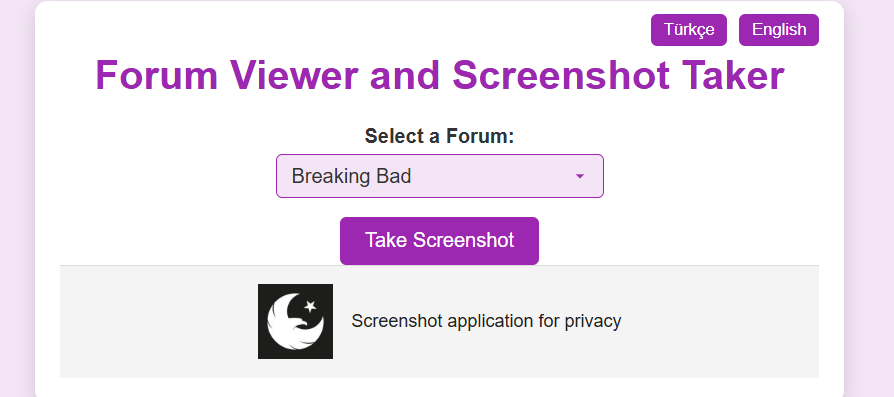 Türkçe English
Forum Viewer and Screenshot Taker
Select a Forum:
Breaking Bad
Take Screenshot
Screenshot application for privacy